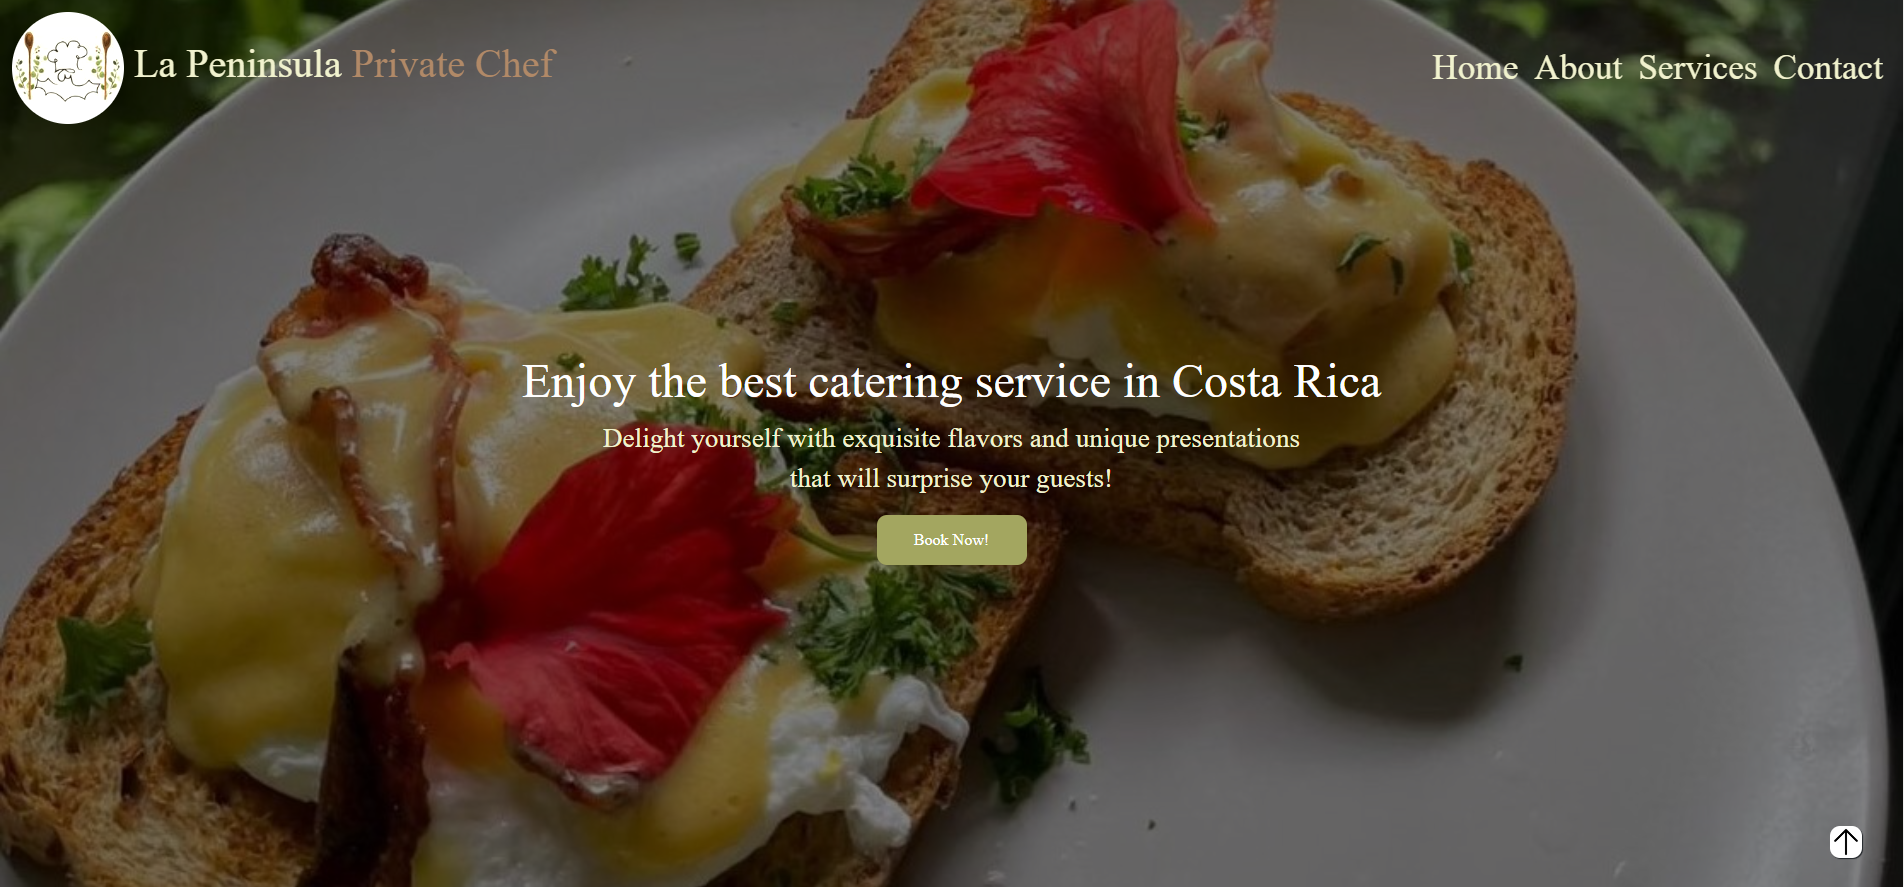 La Peninsula Private Chef
Home About Services Contact
Enjoy the best catering service in Costa Rica
Delight yourself with exquisite flavors and unique presentations
that will surprise your guests!
Book Now!